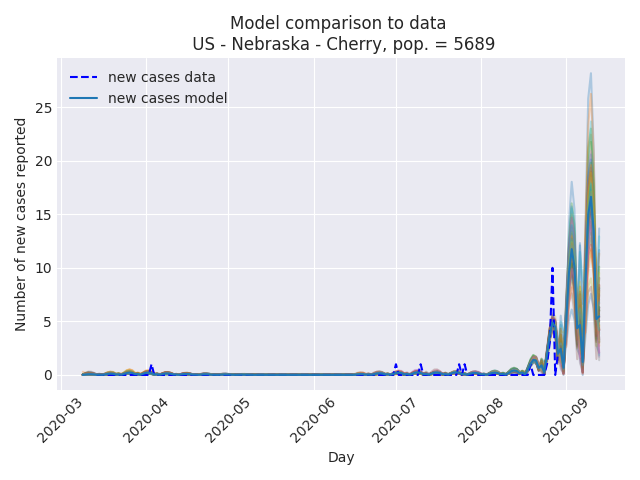 Model comparison to data
US - Nebraska - Cherry, pop. = 5689
new cases data
new cases model
Number of new cases reported
25
20
15
10
5
0
2020-03
2020-04
2020-05
2020-06
2020-07
2020-08
2020-09
Day